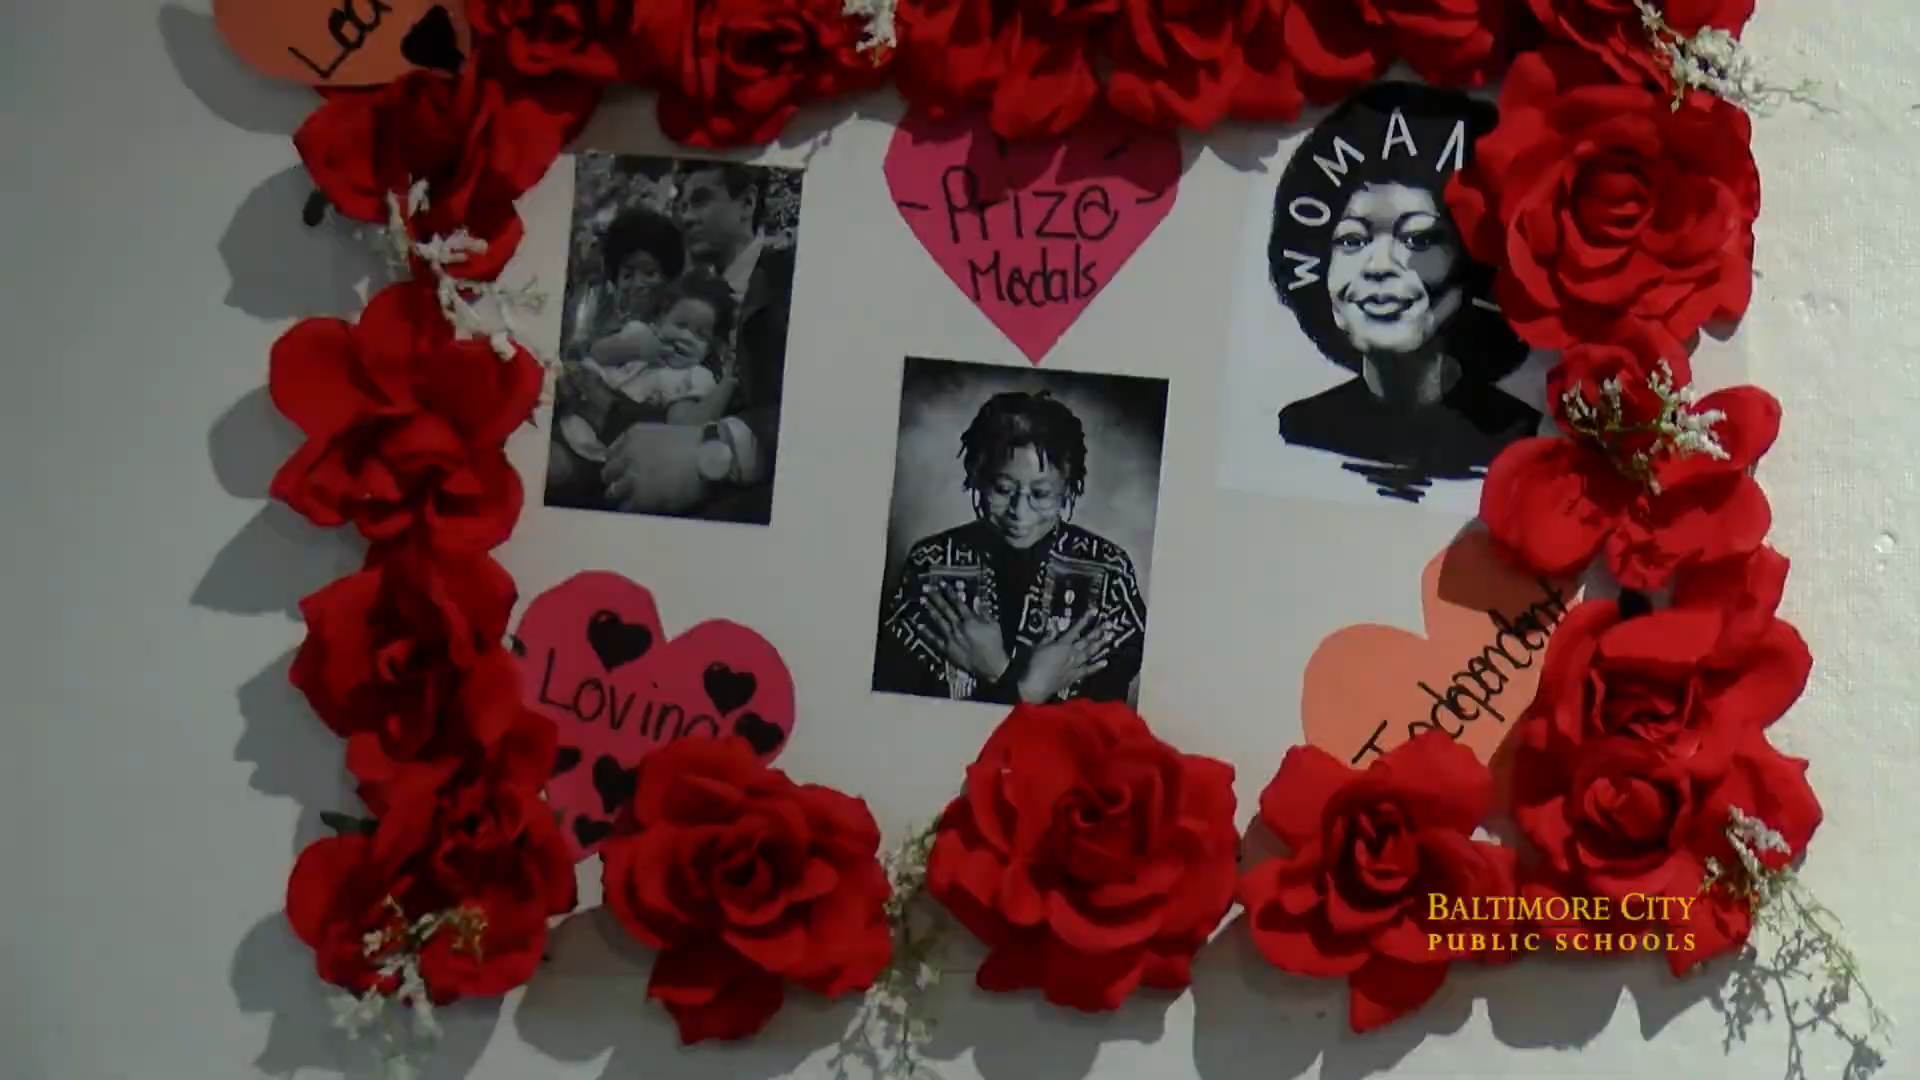 Prize
Medals
WOMAN
Loving
Independent
BALTIMORE CITY
PUBLIC SCHOOLS